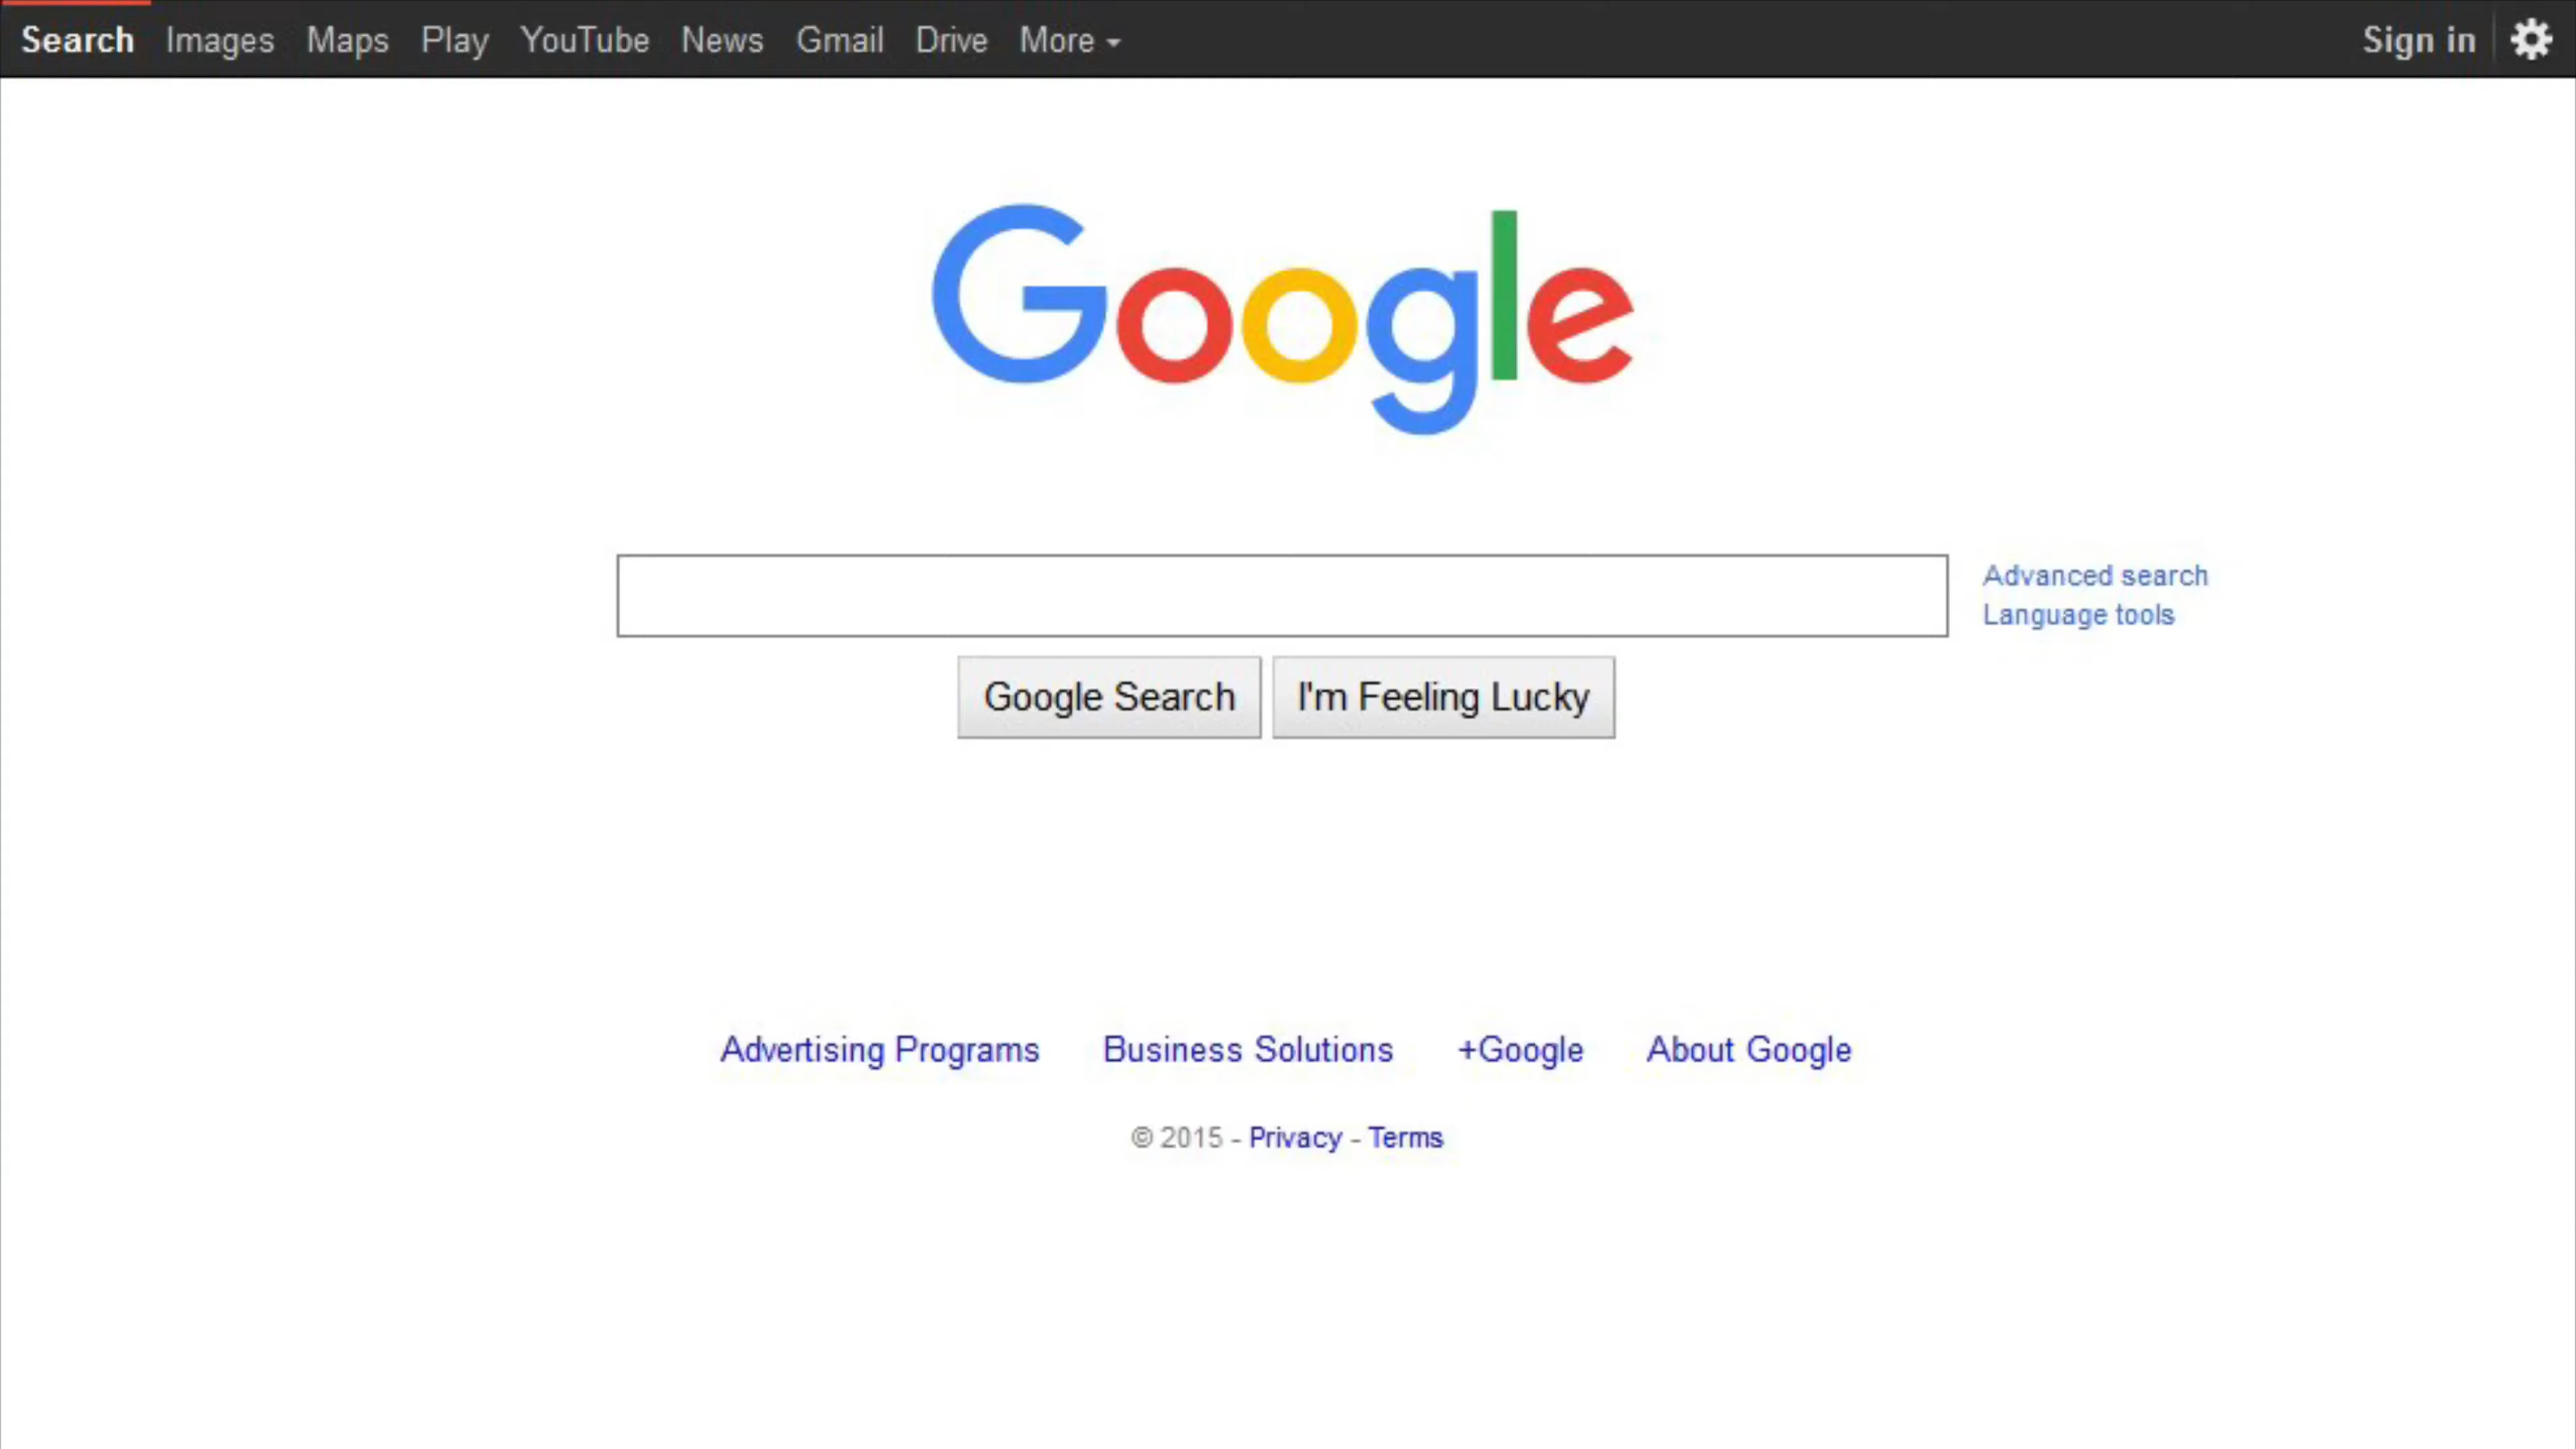 Search Images Maps Play YouTube News Gmail Drive More Sign in
Google
Advanced search
Language tools
Google Search I'm Feeling Lucky
Advertising Programs Business Solutions +Google About Google
© 2015 - Privacy - Terms